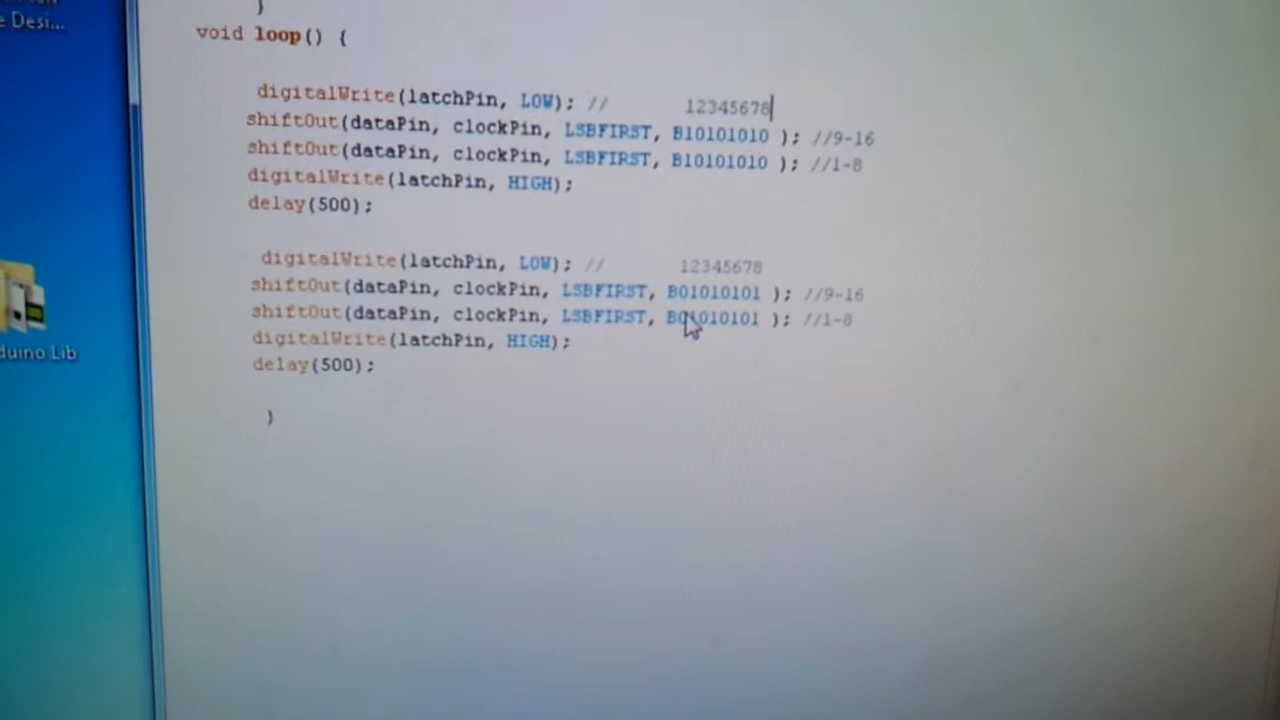 e Desi...
}
void loop() {
digitalWrite(latchPin, LOW); // 12345678
shiftOut(dataPin, clockPin, LSBFIRST, B10101010 ); //9-16
shiftOut(dataPin, clockPin, LSBFIRST, B10101010 ); //1-8
digitalWrite(latchPin, HIGH);
delay(500);
digitalWrite(latchPin, LOW); // 12345678
shiftOut(dataPin, clockPin, LSBFIRST, B01010101 ); //9-16
shiftOut(dataPin, clockPin, LSBFIRST, B01010101 ); //1-8
digitalWrite(latchPin, HIGH);
duino Lib
delay(500);
}